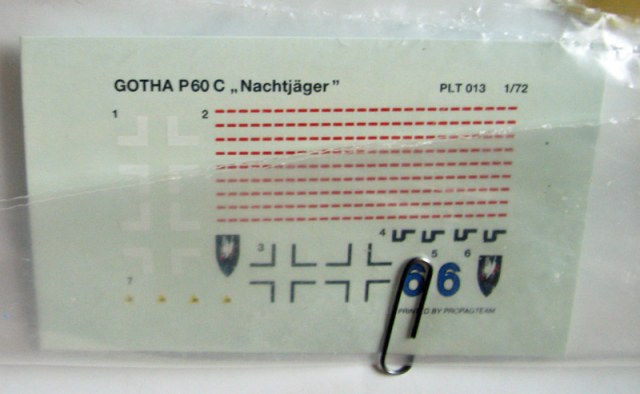 GOTHA P60 C „Nachtjäger” PLT 013 1/72
1 2
4
3 5 6
66
7
PRINTED BY PROPAGTEAM